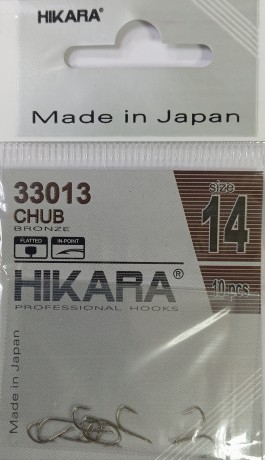 HIKARA®
Made in Japan
33013
CHUB
BRONZE
FLATTED
IN-POINT
size
14
10 pcs
HIKARA®
PROFESSIONAL HOOKS
Made in Japan